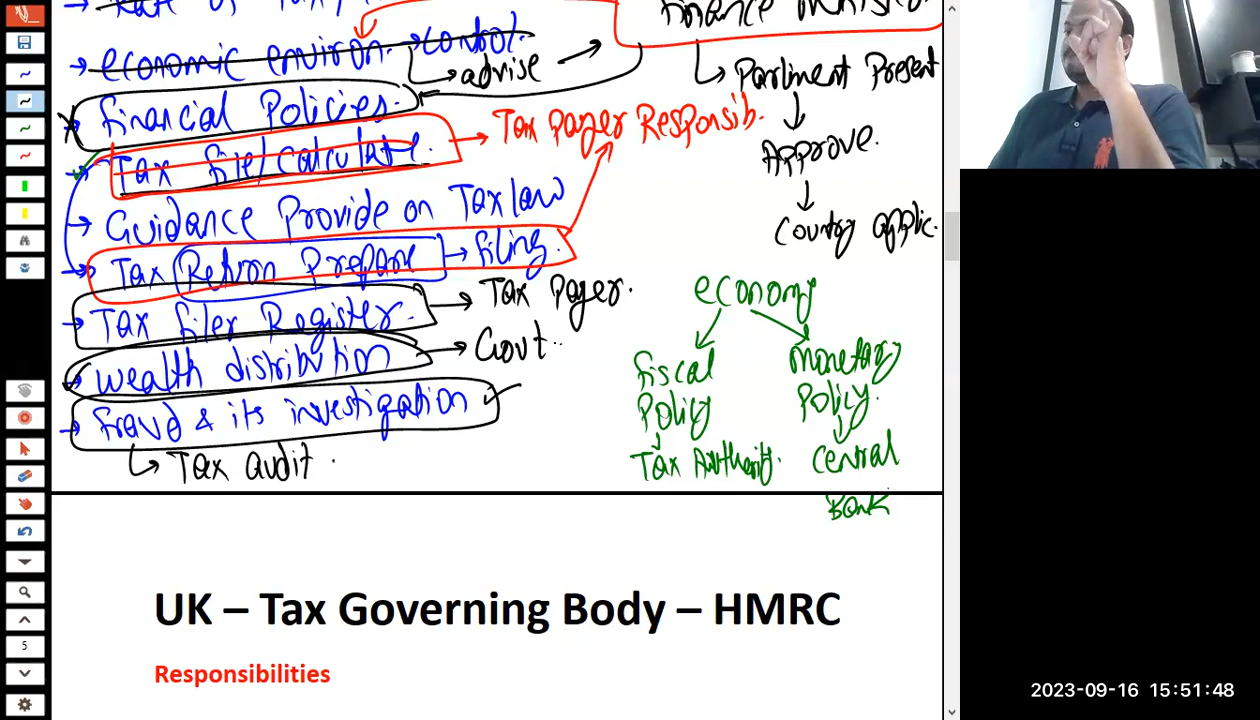 Rate of Tax
economic environ. → control.
→ advise
financial Policies.
Tax file/calculate.
→ Tax Payer Responsib.
Guidance Provide on Tax law
Tax Return Prepare → filing.
Tax filer Register. → Tax Payer.
wealth distribution → Govt..
fraud & its investigation
Tax audit.
Finance
Parliment Present
Approve.
Country applic.
economy
fiscal Policy
Tax Authority.
monetary Policy.
Central Bank
5
UK – Tax Governing Body – HMRC
Responsibilities
2023-09-16 15:51:48